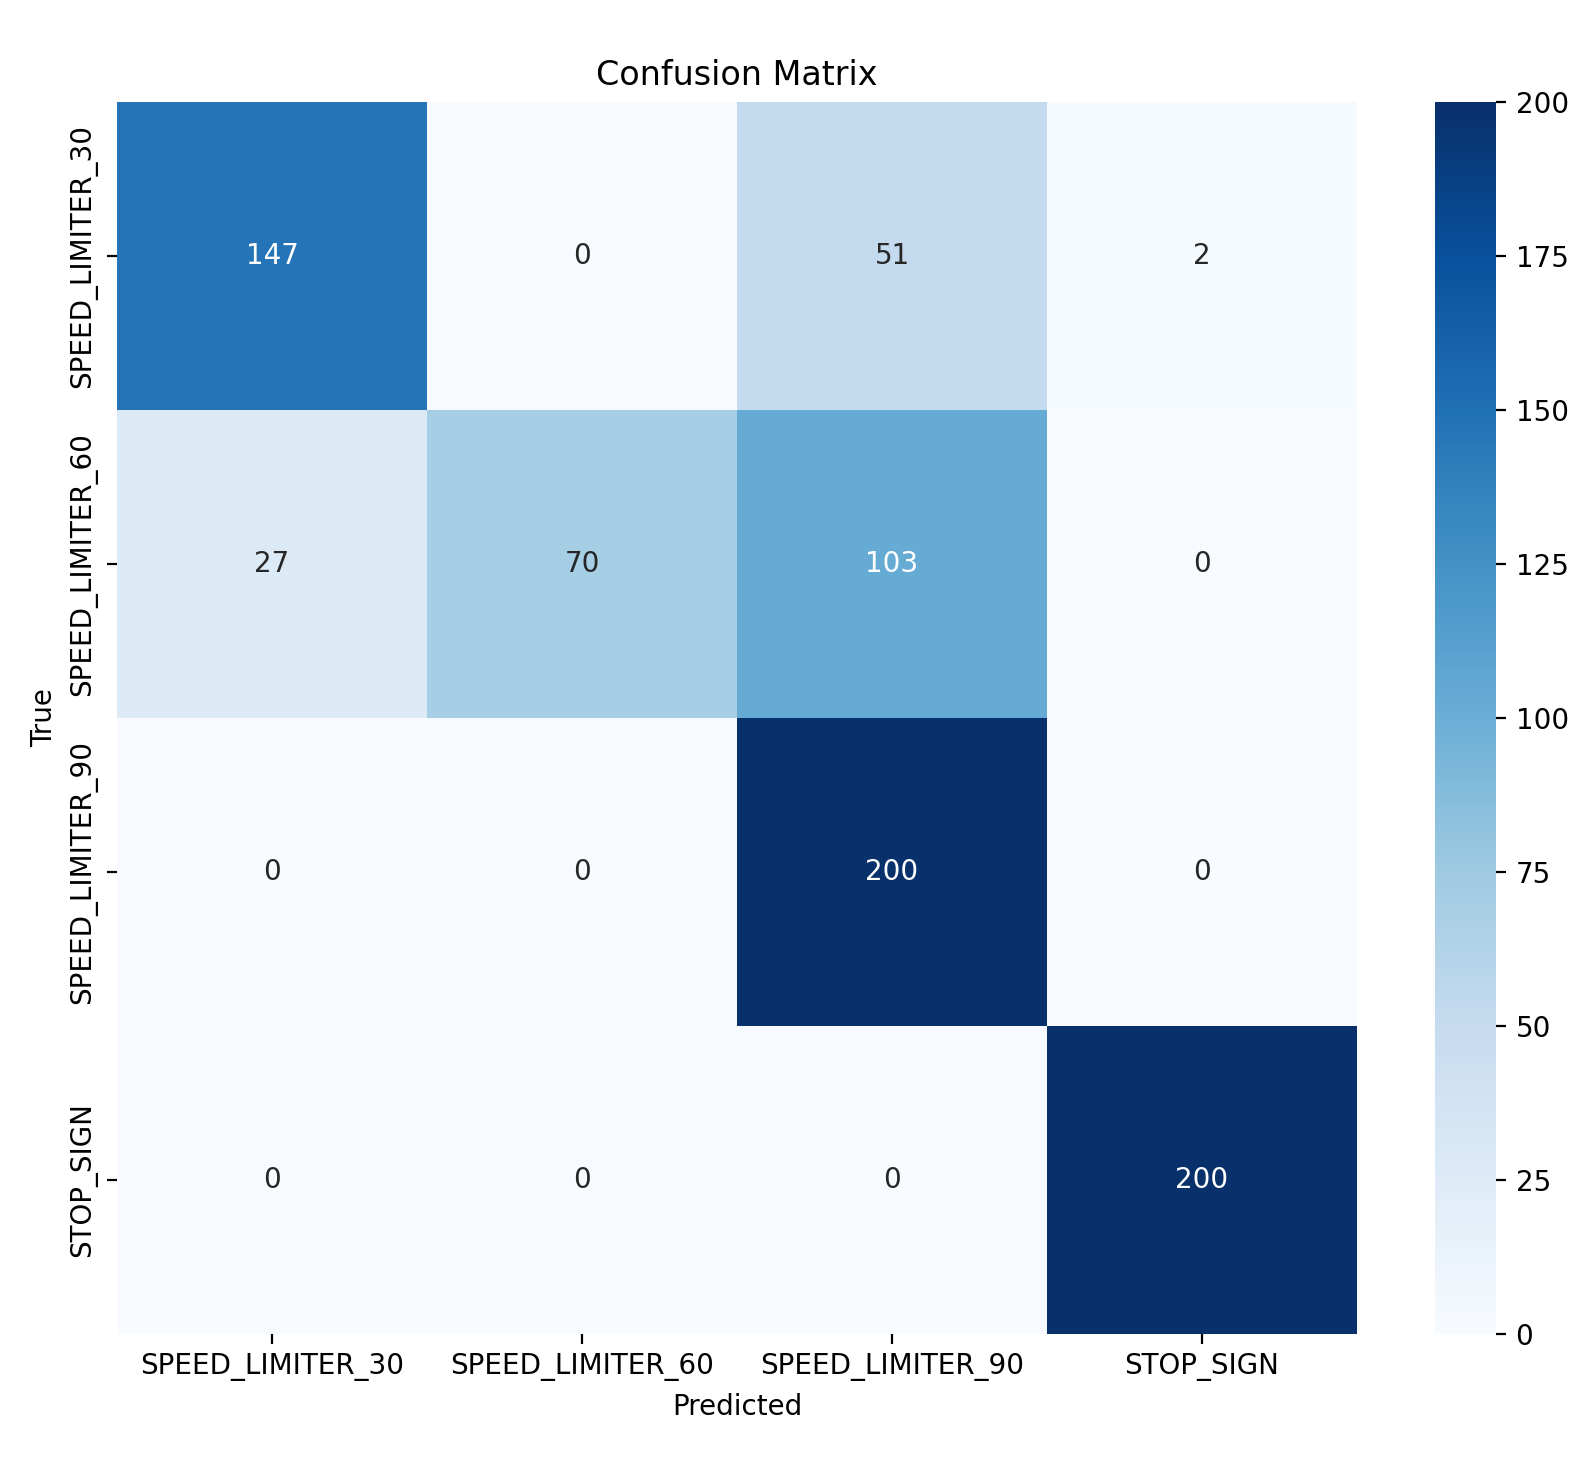 Confusion Matrix
True
SPEED_LIMITER_30
147 0 51 2
SPEED_LIMITER_60
27 70 103 0
SPEED_LIMITER_90
0 0 200 0
STOP_SIGN
0 0 0 200
SPEED_LIMITER_30 SPEED_LIMITER_60 SPEED_LIMITER_90 STOP_SIGN
Predicted
200
175
150
125
100
75
50
25
0